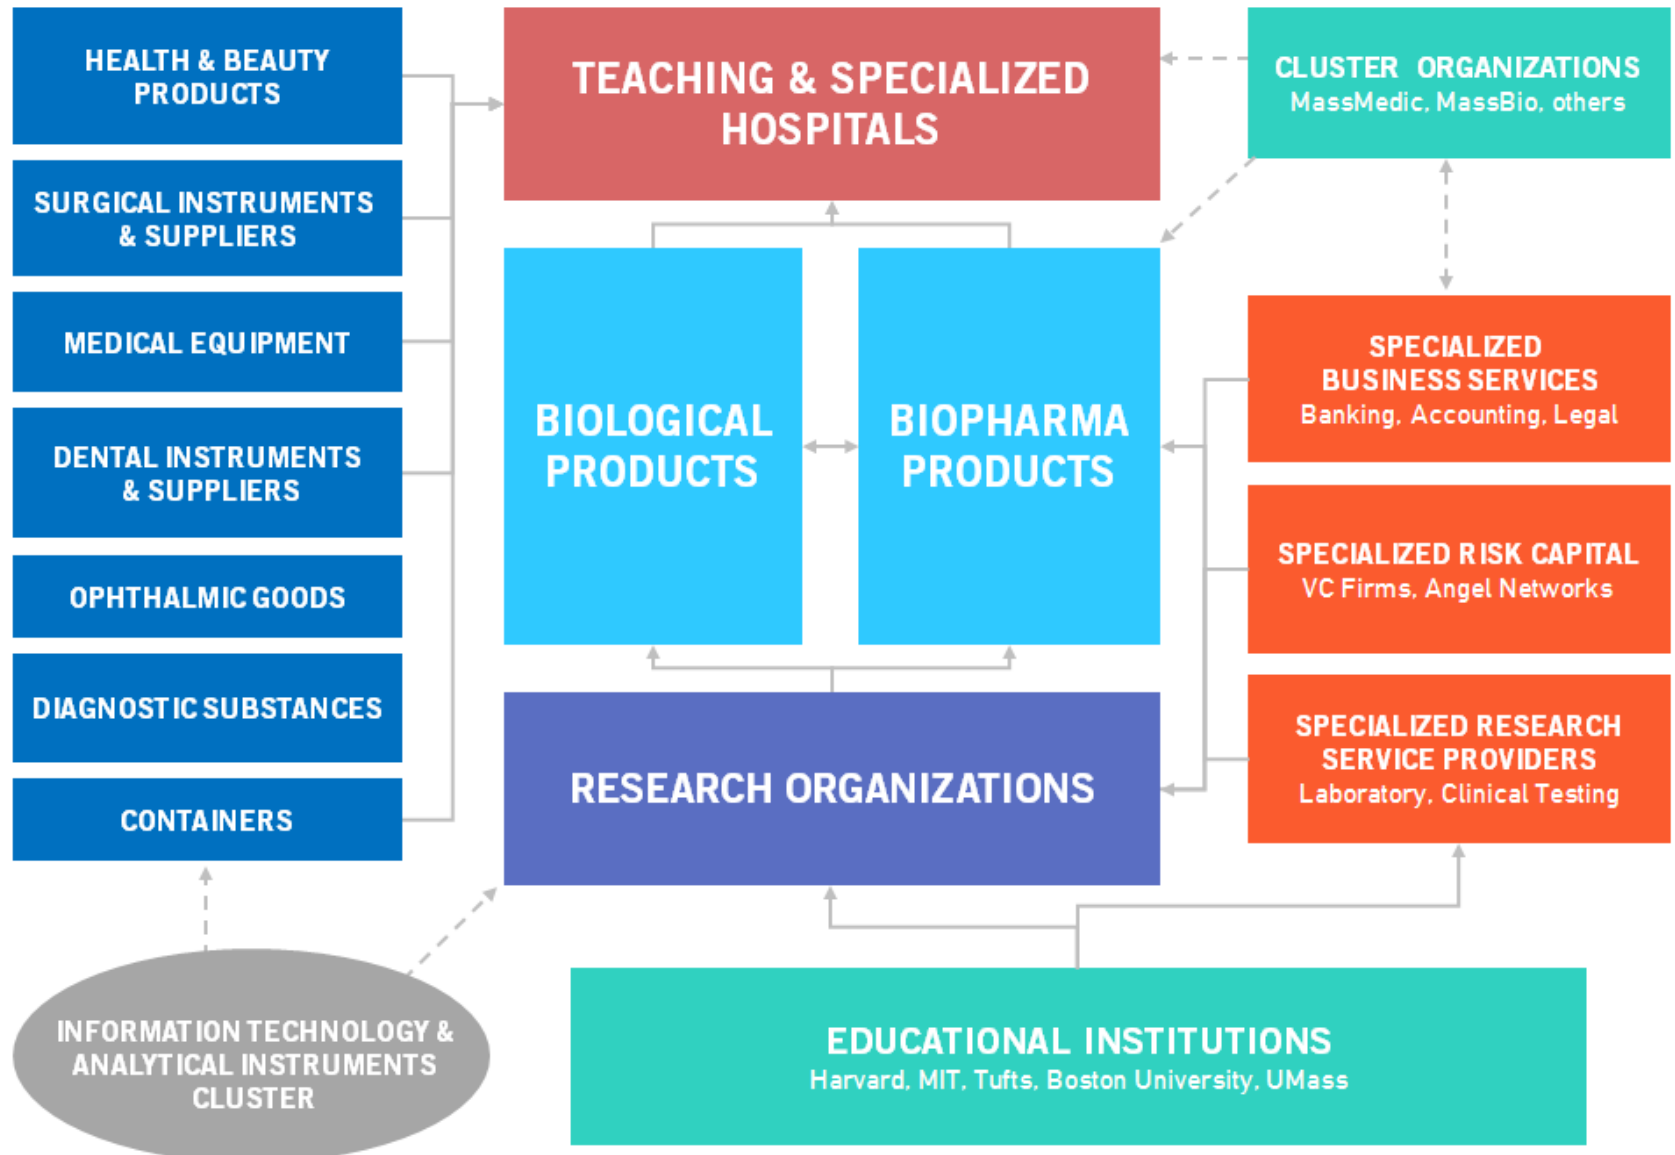 HEALTH & BEAUTY
PRODUCTS
SURGICAL INSTRUMENTS
& SUPPLIERS
MEDICAL EQUIPMENT
DENTAL INSTRUMENTS
& SUPPLIERS
OPHTHALMIC GOODS
DIAGNOSTIC SUBSTANCES
CONTAINERS
INFORMATION TECHNOLOGY &
ANALYTICAL INSTRUMENTS
CLUSTER
TEACHING & SPECIALIZED
HOSPITALS
BIOLOGICAL
PRODUCTS
BIOPHARMA
PRODUCTS
RESEARCH ORGANIZATIONS
CLUSTER ORGANIZATIONS
MassMedic, MassBio, others
SPECIALIZED
BUSINESS SERVICES
Banking, Accounting, Legal
SPECIALIZED RISK CAPITAL
VC Firms, Angel Networks
SPECIALIZED RESEARCH
SERVICE PROVIDERS
Laboratory, Clinical Testing
EDUCATIONAL INSTITUTIONS
Harvard, MIT, Tufts, Boston University, UMass